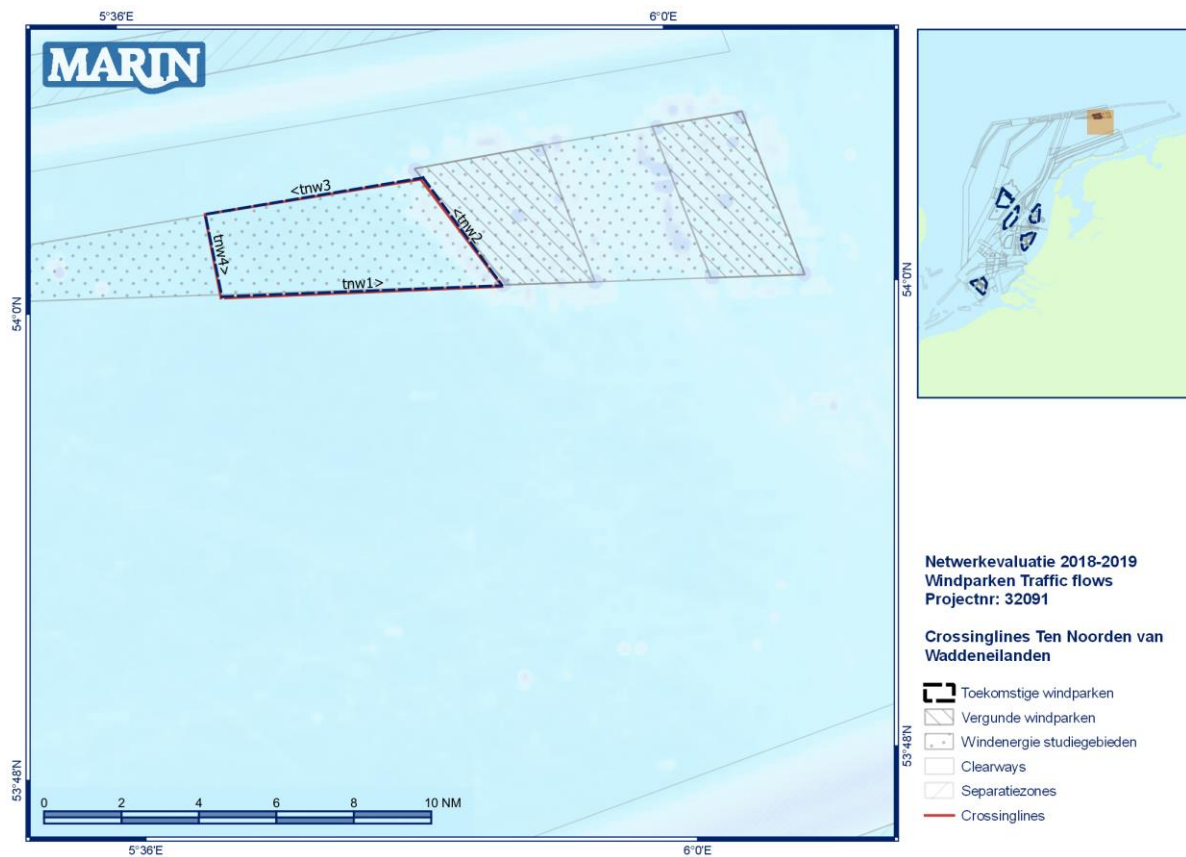 5°36'E
6°0'E
MARIN
<tnw3
<tnw2
tnw4>
tnw1>
54°0'N
54°0'N
53°48'N
53°48'N
0 2 4 6 8 10 NM
5°36'E
6°0'E
Netwerkevaluatie 2018-2019
Windparken Traffic flows
Projectnr: 32091
Crossinglines Ten Noorden van
Waddeneilanden
Toekomstige windparken
Vergunde windparken
Windenergie studiegebieden
Clearways
Separatiezones
Crossinglines